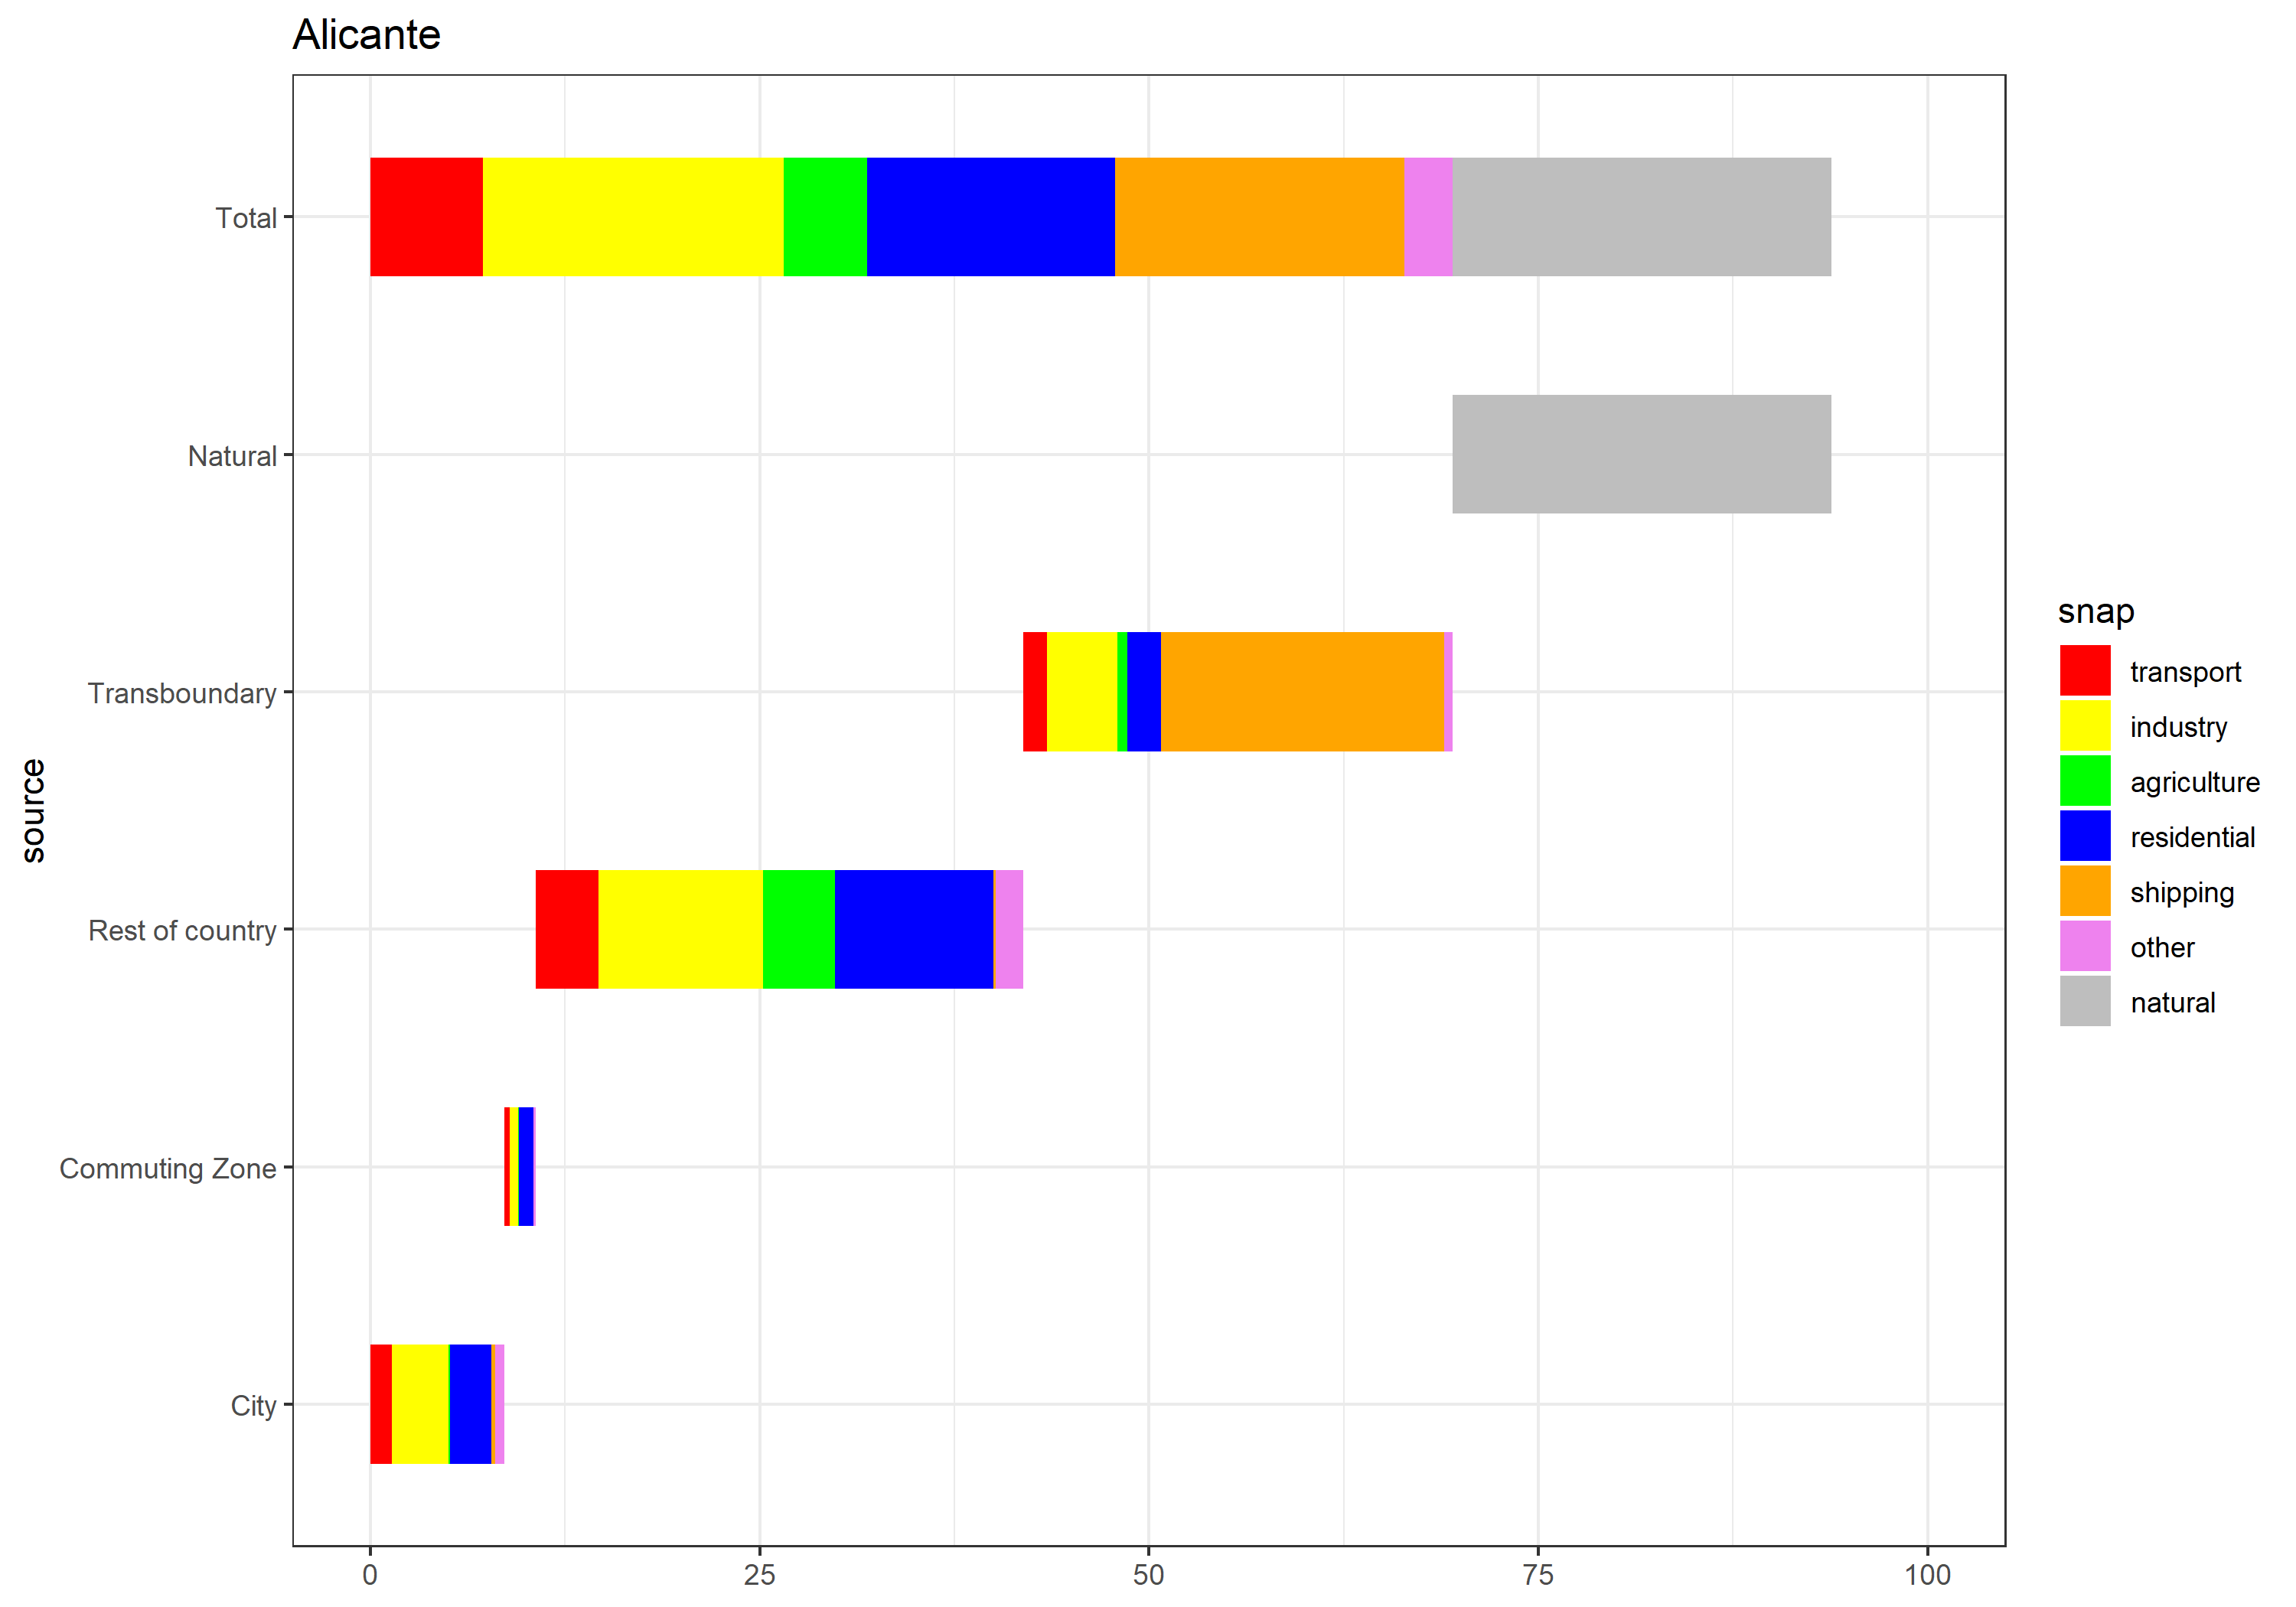 Alicante
Total
Natural
Transboundary
Rest of country
Commuting Zone
City
source
0 25 50 75 100
snap
transport
industry
agriculture
residential
shipping
other
natural